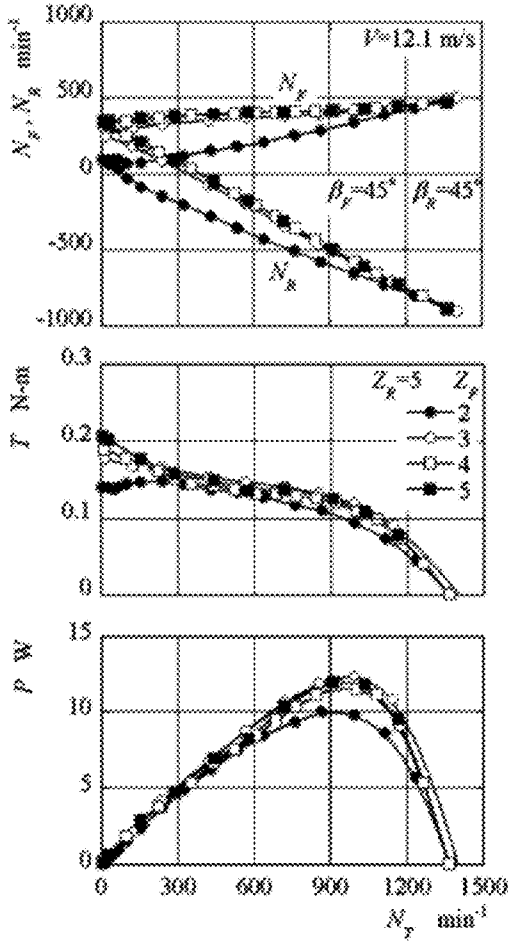 N_F, N_R min⁻¹
1000
500
0
-500
-1000
V=12.1 m/s
N_F
β_F=45° β_R=45°
N_R
T N-m
0.3
0.2
0.1
0
Z_R=5 Z_F
2
3
4
5
P W
15
10
5
0
0 300 600 900 1200 1500
N_T min⁻¹